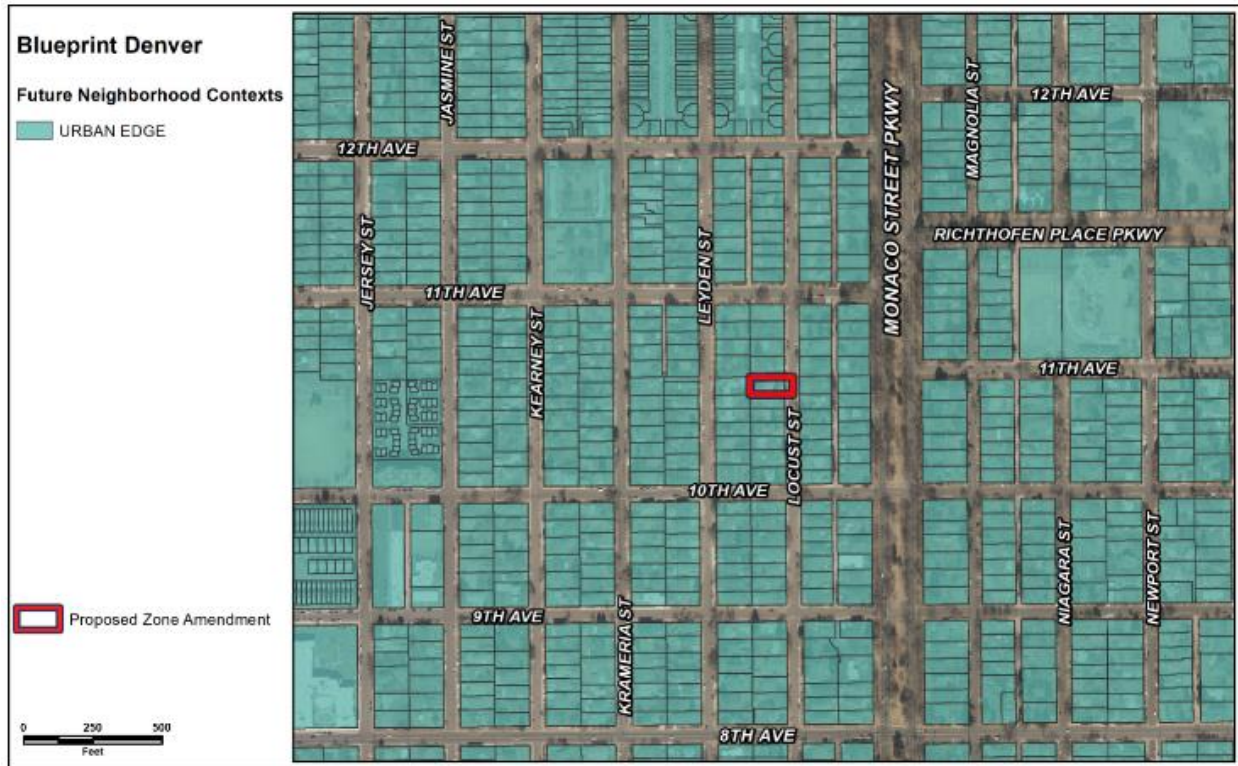 Blueprint Denver
Future Neighborhood Contexts
URBAN EDGE
Proposed Zone Amendment
0 250 500
Feet
JASMINE ST
MAGNOLIA ST
12TH AVE
12TH AVE
MONACO STREET PKWY
JERSEY ST
LEYDEN ST
RICHTHOFEN PLACE PKWY
11TH AVE
KEARNEY ST
11TH AVE
LOCUST ST
10TH AVE
NIAGARA ST
NEWPORT ST
9TH AVE
KRAMERIA ST
8TH AVE